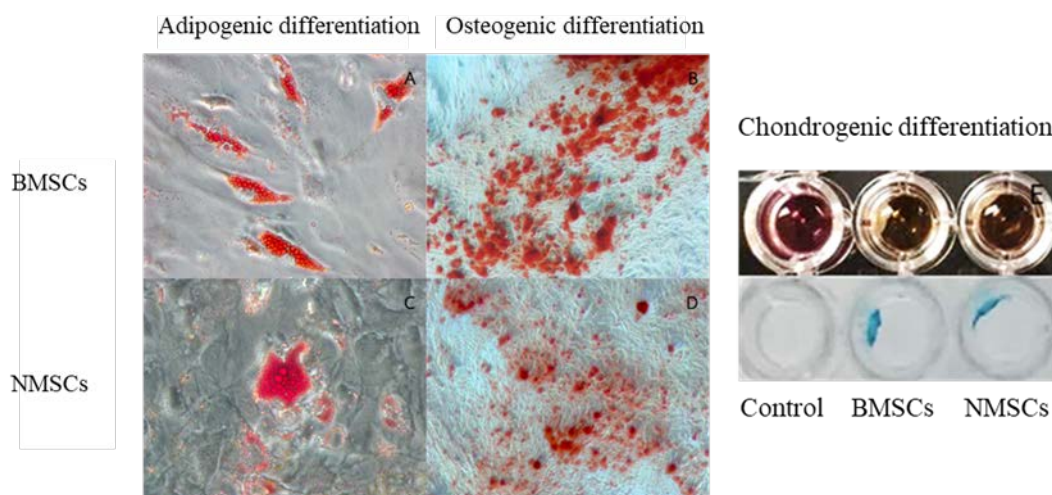 Adipogenic differentiation
Osteogenic differentiation
A
B
Chondrogenic differentiation
BMSCs
E
C
D
NMSCs
Control
BMSCs
NMSCs